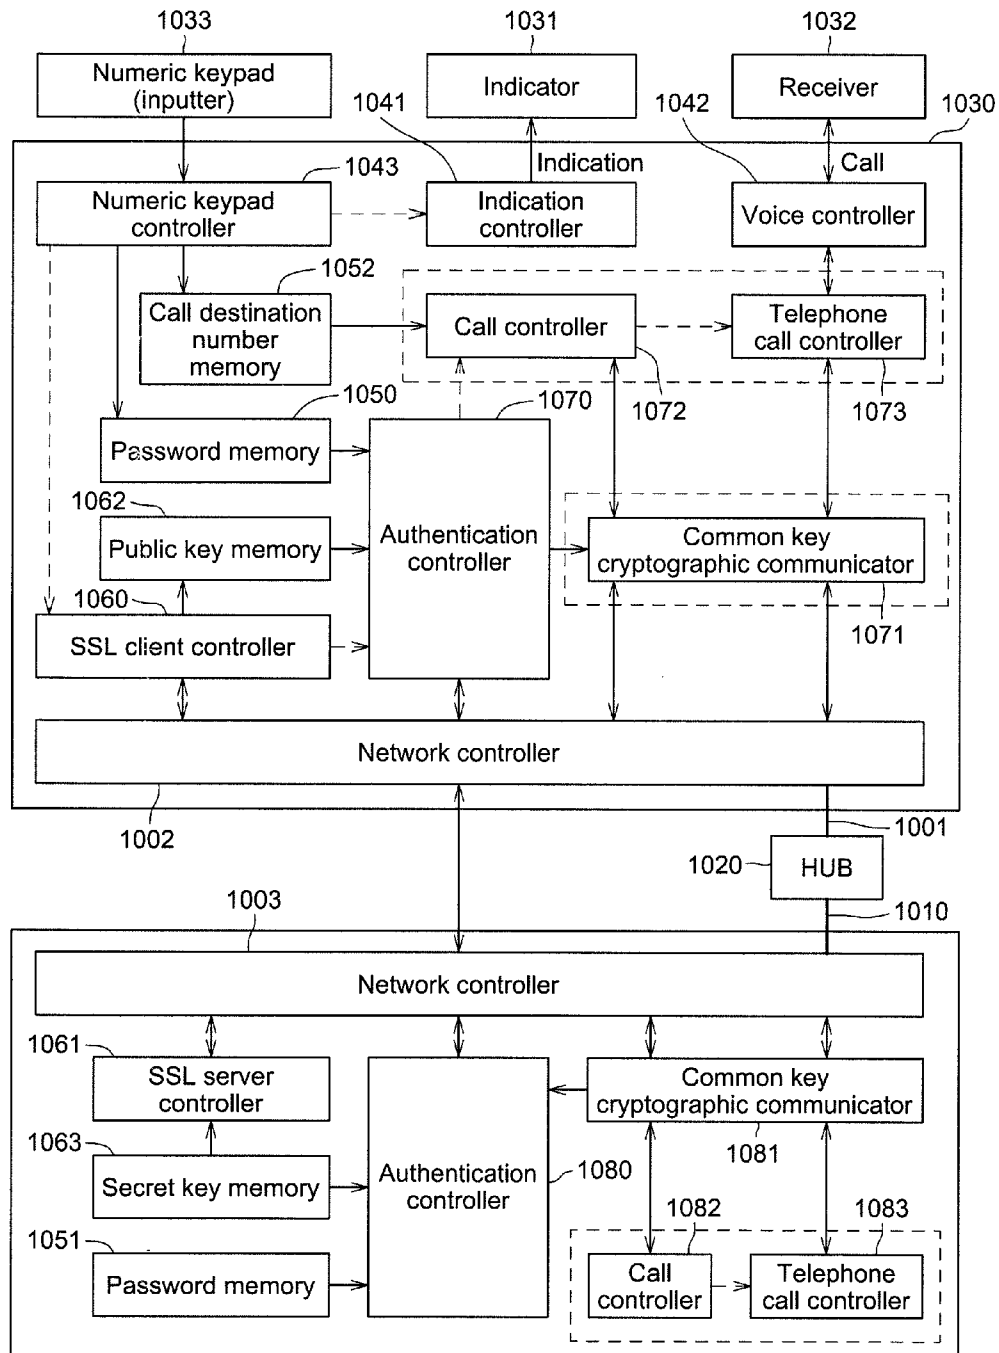 1033
1031
1032
Numeric keypad
(inputter)
Indicator
Receiver
1041
1042
1030
Indication
Call
1043
Numeric keypad
controller
Indication
controller
Voice controller
1052
Call destination
number
memory
Call controller
Telephone
call controller
1050
1070
1072
1073
Password memory
1062
Public key memory
Authentication
controller
Common key
cryptographic communicator
1060
1071
SSL client controller
Network controller
1002
1001
1020
HUB
1003
1010
Network controller
1061
SSL server
controller
Common key
cryptographic communicator
1063
1081
Secret key memory
Authentication
controller
1080
1051
1082
1083
Password memory
Call
controller
Telephone
call controller